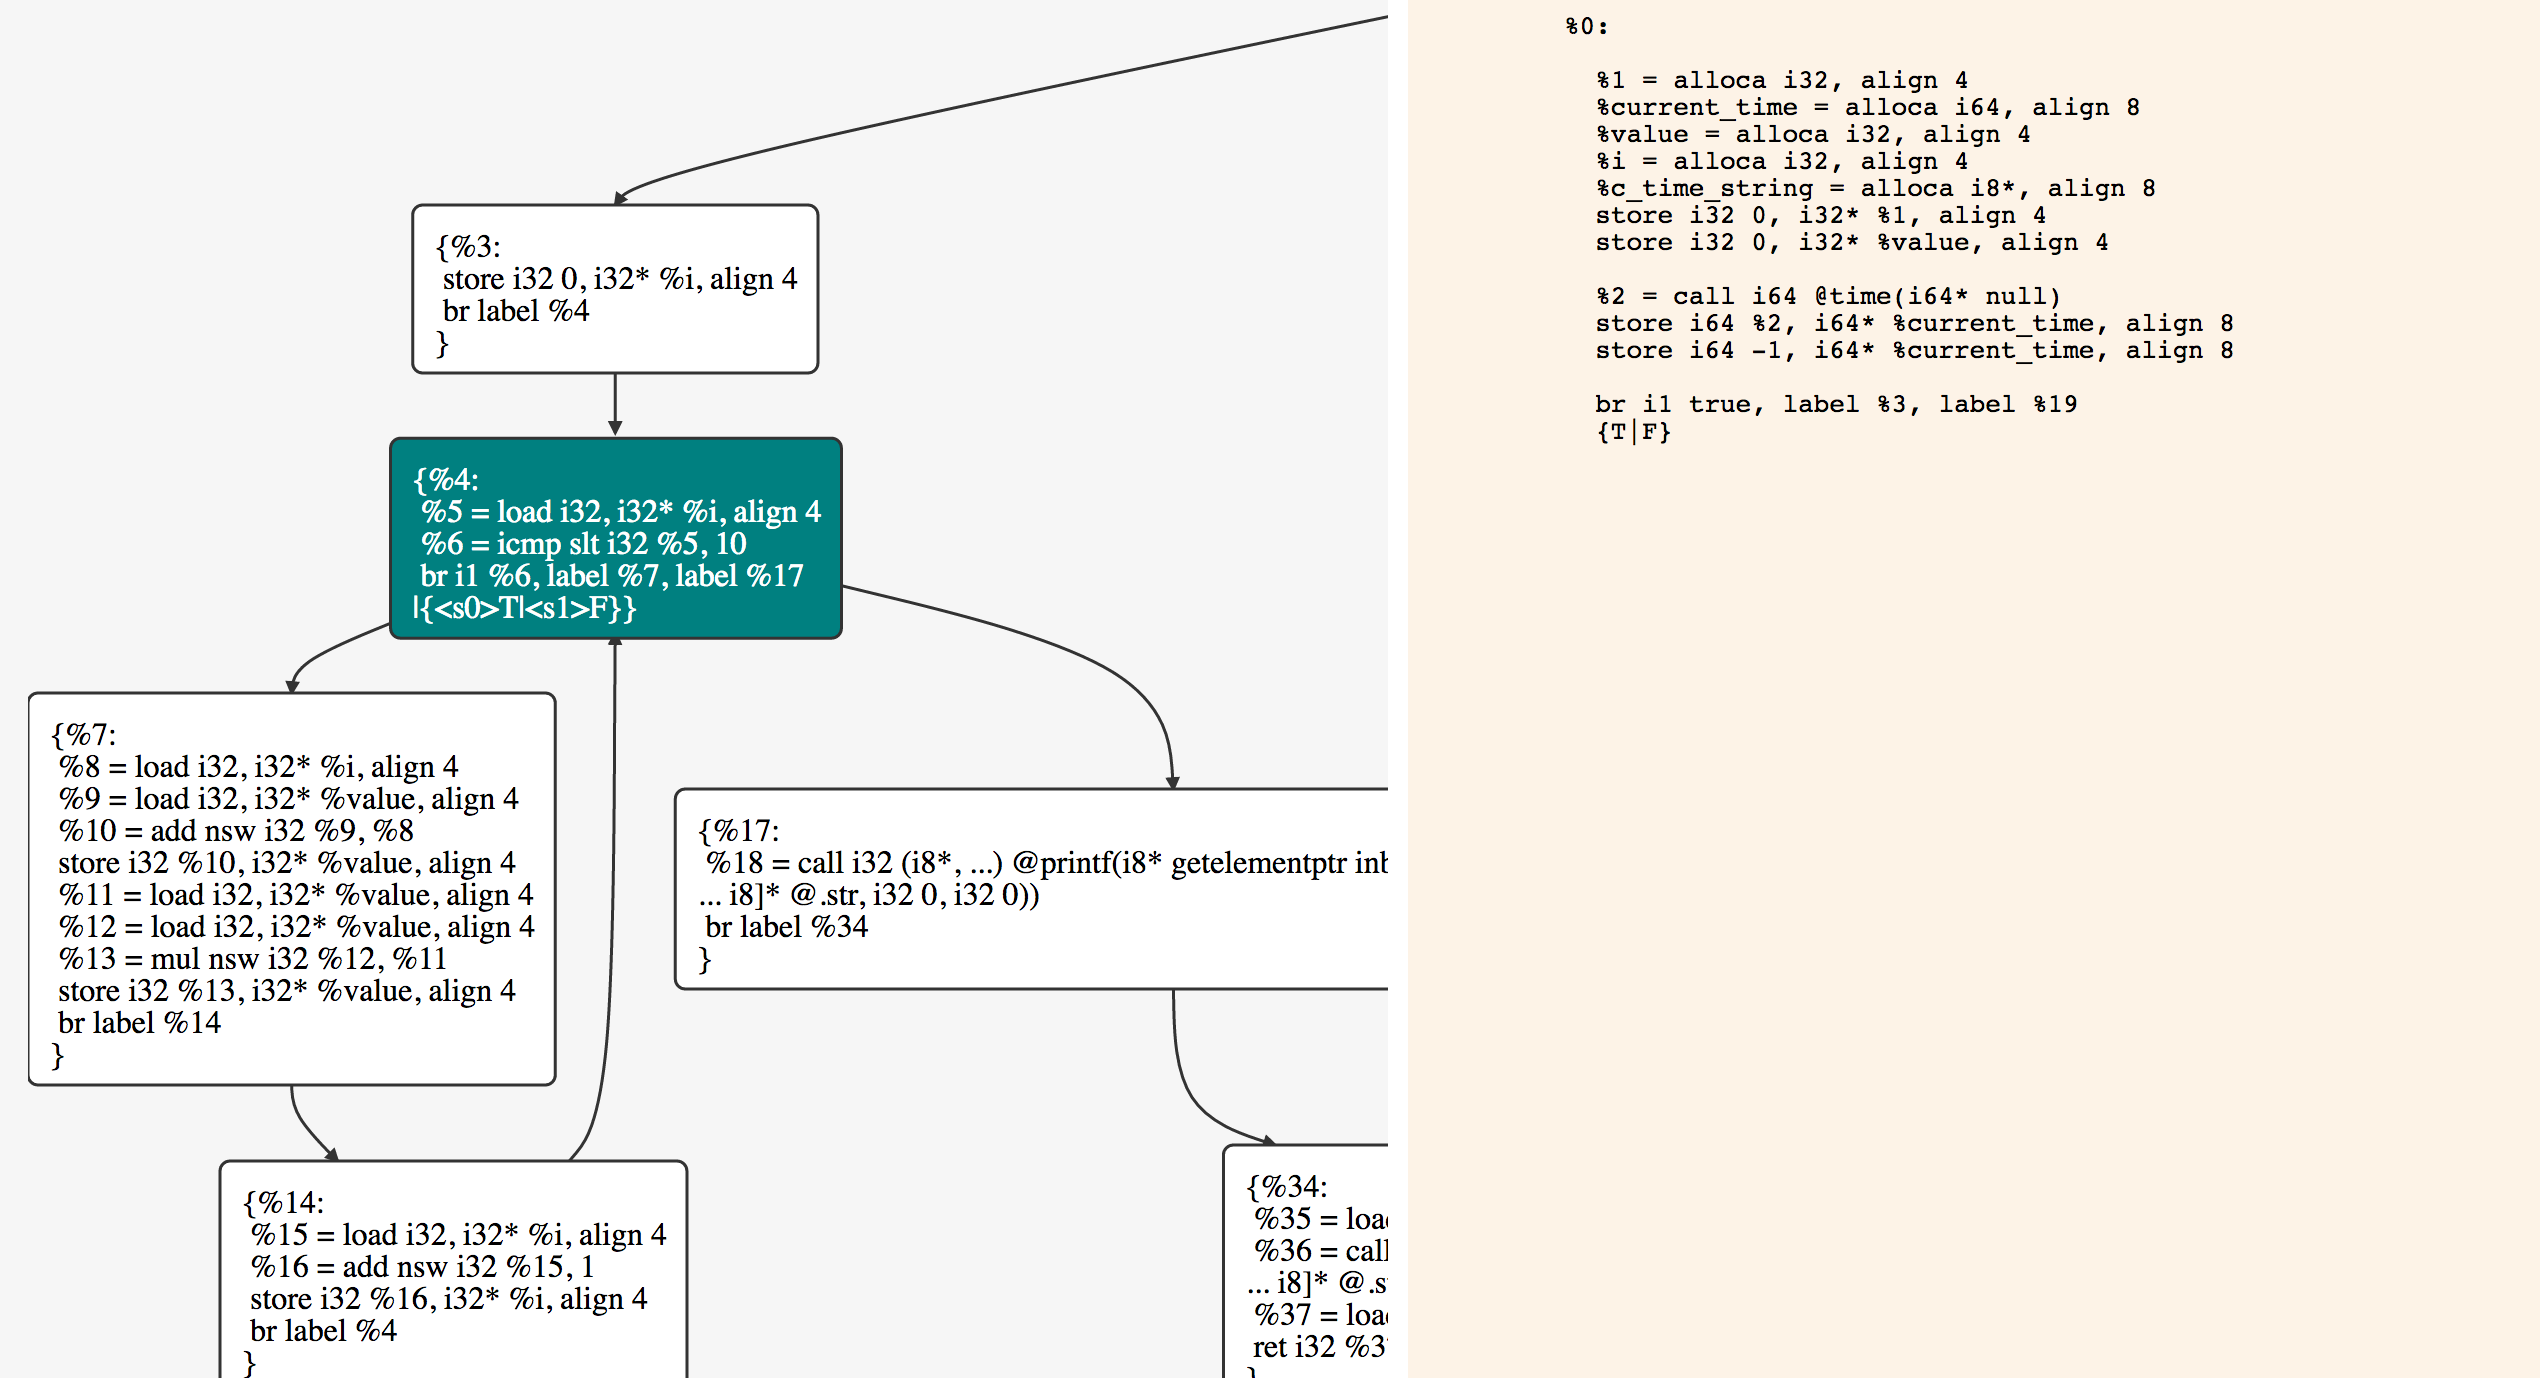 {%3:
store i32 0, i32* %i, align 4
br label %4
}
{%4:
%5 = load i32, i32* %i, align 4
%6 = icmp slt i32 %5, 10
br i1 %6, label %7, label %17
|{<s0>T|<s1>F}}
{%7:
%8 = load i32, i32* %i, align 4
%9 = load i32, i32* %value, align 4
%10 = add nsw i32 %9, %8
store i32 %10, i32* %value, align 4
%11 = load i32, i32* %value, align 4
%12 = load i32, i32* %value, align 4
%13 = mul nsw i32 %12, %11
store i32 %13, i32* %value, align 4
br label %14
}
{%17:
%18 = call i32 (i8*, ...) @printf(i8* getelementptr
... i8]* @.str, i32 0, i32 0))
br label %34
}
{%14:
%15 = load i32, i32* %i, align 4
%16 = add nsw i32 %15, 1
store i32 %16, i32* %i, align 4
br label %4
}
{%34:
%35 =
%36 = call
... i8]*
%37 =
ret i32
}
%0:
%1 = alloca i32, align 4
%current_time = alloca i64, align 8
%value = alloca i32, align 4
%i = alloca i32, align 4
%c_time_string = alloca i8*, align 8
store i32 0, i32* %1, align 4
store i32 0, i32* %value, align 4
%2 = call i64 @time(i64* null)
store i64 %2, i64* %current_time, align 8
store i64 -1, i64* %current_time, align 8
br i1 true, label %3, label %19
{T|F}